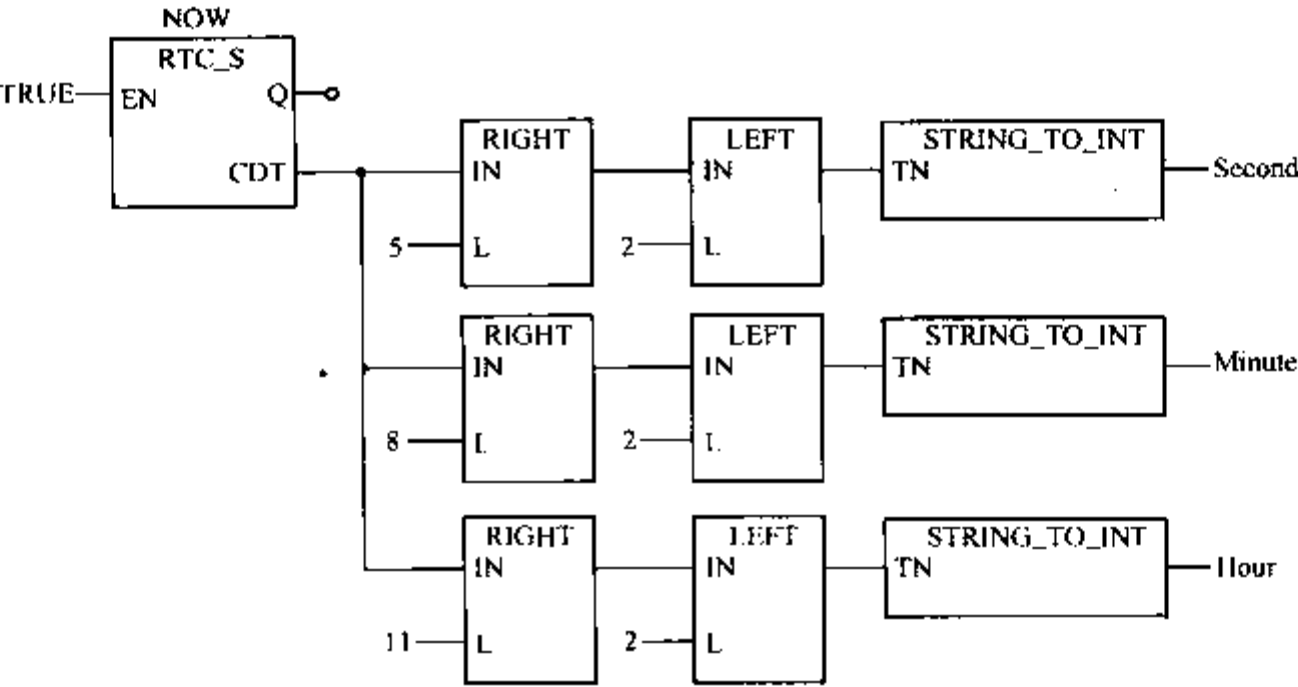 NOW
RTC_S
TRUE EN Q
CDT
RIGHT LEFT STRING_TO_INT
IN IN TN Second
5 L 2 L
RIGHT LEFT STRING_TO_INT
IN IN TN Minute
8 L 2 L
RIGHT LEFT STRING_TO_INT
IN IN TN Hour
11 L 2 L